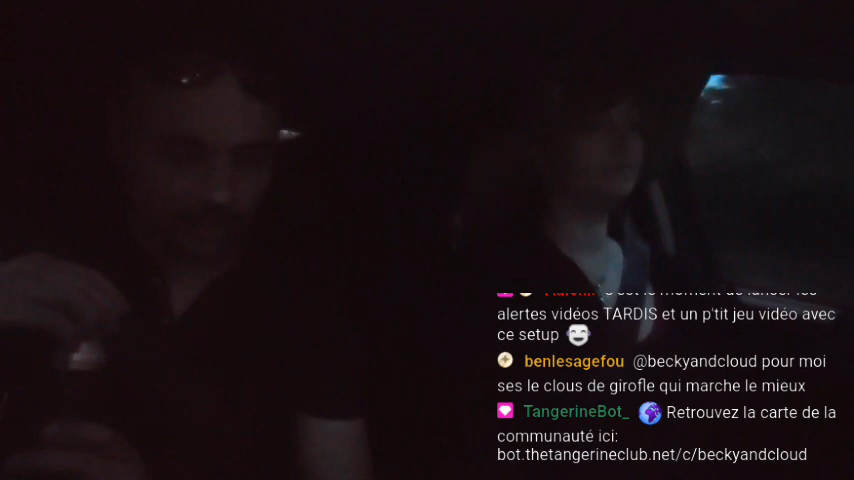 alertes vidéos TARDIS et un p'tit jeu vidéo avec
ce setup
benlesagefou @beckyandcloud pour moi
ses le clous de girofle qui marche le mieux
TangerineBot_ Retrouvez la carte de la
communauté ici:
bot.thetangerineclub.net/c/beckyandcloud